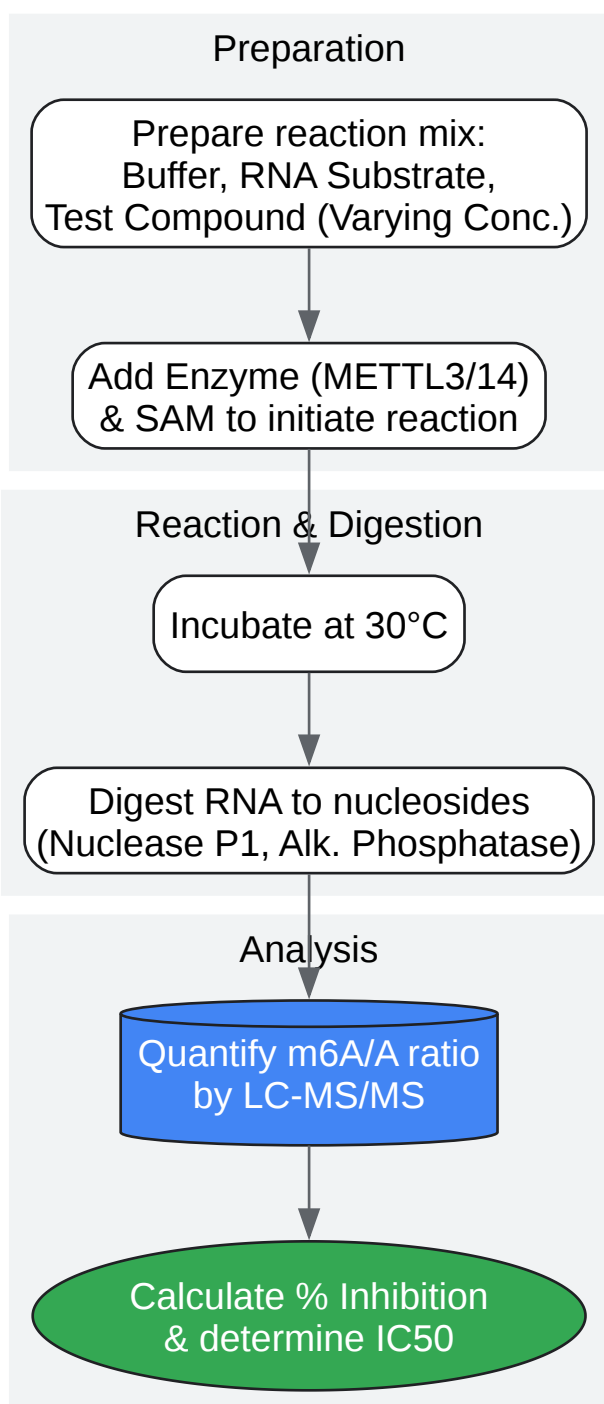 Preparation
Prepare reaction mix:
Buffer, RNA Substrate,
Test Compound (Varying Conc.)
Add Enzyme (METTL3/14)
& SAM to initiate reaction
Reaction & Digestion
Incubate at 30°C
Digest RNA to nucleosides
(Nuclease P1, Alk. Phosphatase)
Analysis
Quantify m6A/A ratio
by LC-MS/MS
Calculate % Inhibition
& determine IC50